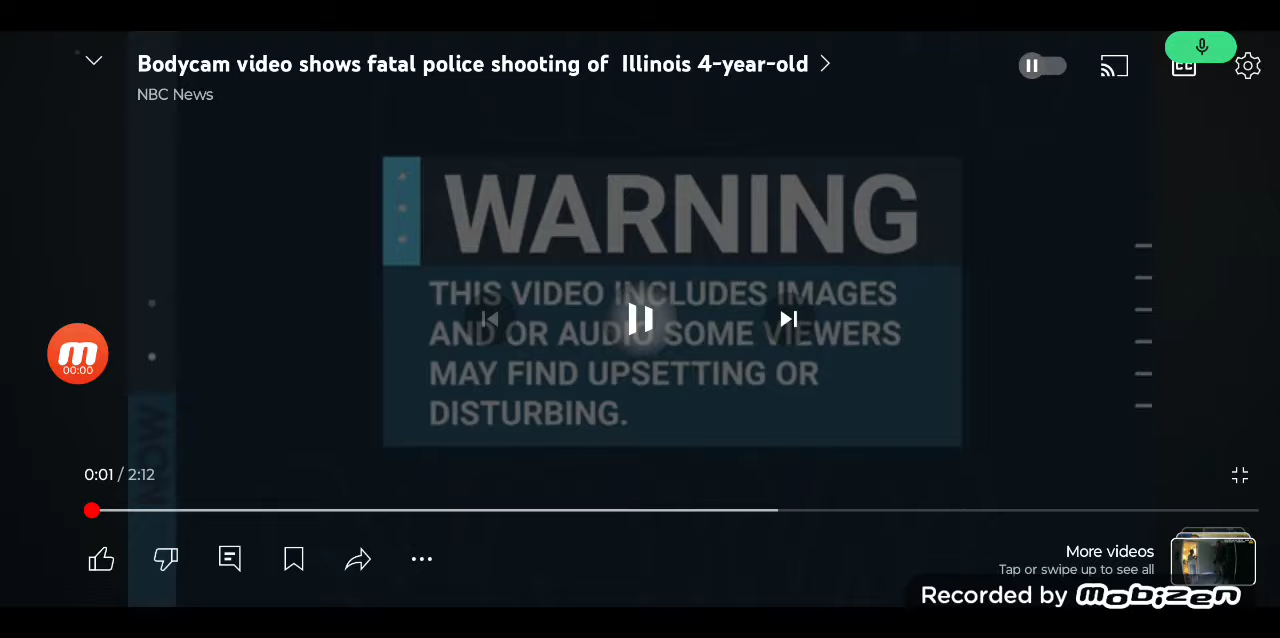 Bodycam video shows fatal police shooting of Illinois 4-year-old
NBC News
CC
WARNING
THIS VIDEO INCLUDES IMAGES
AND OR AUDIO SOME VIEWERS
MAY FIND UPSETTING OR
DISTURBING.
m
00:00
NOW
0:01 / 2:12
More videos
Tap or swipe up to see all
Recorded by mobizen